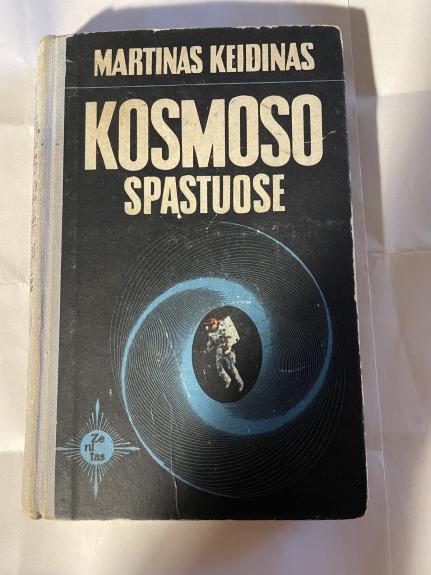 MARTINAS KEIDINAS
KOSMOSO
SPĄSTUOSE
Ze
ni
tas